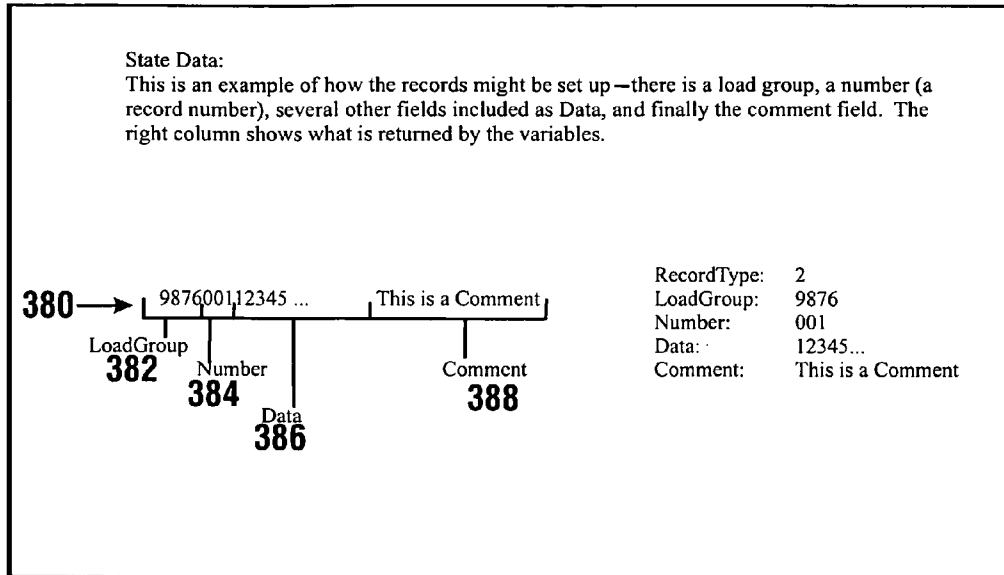 State Data:
This is an example of how the records might be set up—there is a load group, a number (a
record number), several other fields included as Data, and finally the comment field. The
right column shows what is returned by the variables.
380
987600112345 ...
This is a Comment
LoadGroup
382
Number
384
Data
386
Comment
388
RecordType: 2
LoadGroup: 9876
Number: 001
Data: 12345...
Comment: This is a Comment